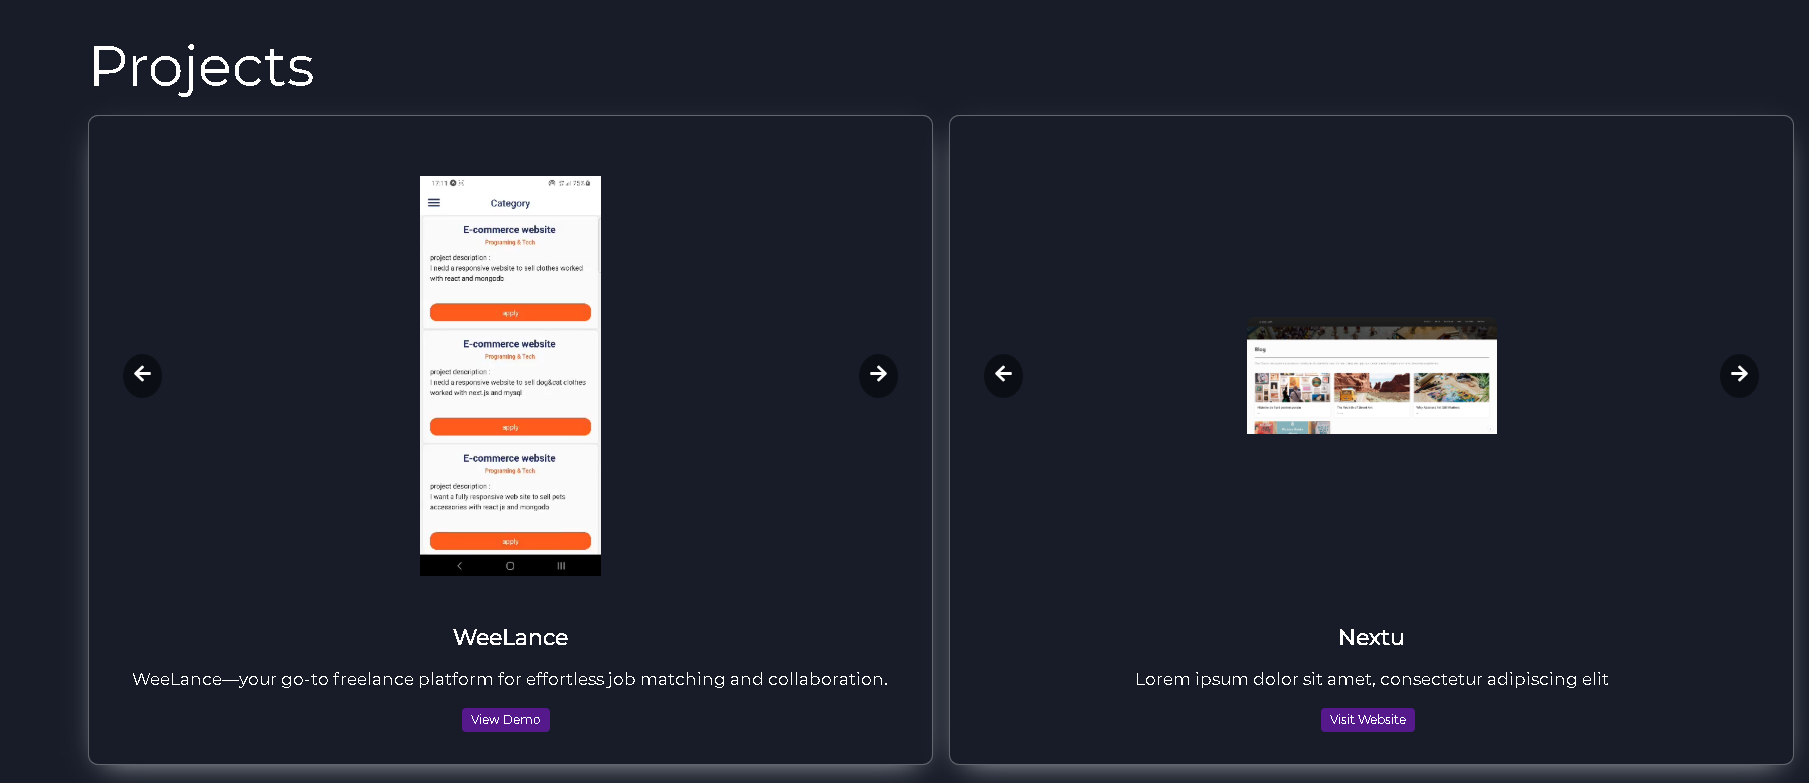 Projects
17:11
75%
Category
E-commerce website
Programing & Tech
project description :
I nedd a responsive website to sell clothes worked
with react and mongodb
apply
E-commerce website
Programing & Tech
project description :
I nedd a responsive website to sell dog&cat clothes
worked with next.js and mysql
apply
E-commerce website
Programing & Tech
project description :
I want a fully responsive web site to sell pets
accessories with react js and mongodb
apply
WeeLance
WeeLance—your go-to freelance platform for effortless job matching and collaboration.
View Demo
Blog
Nextu
Lorem ipsum dolor sit amet, consectetur adipiscing elit
Visit Website